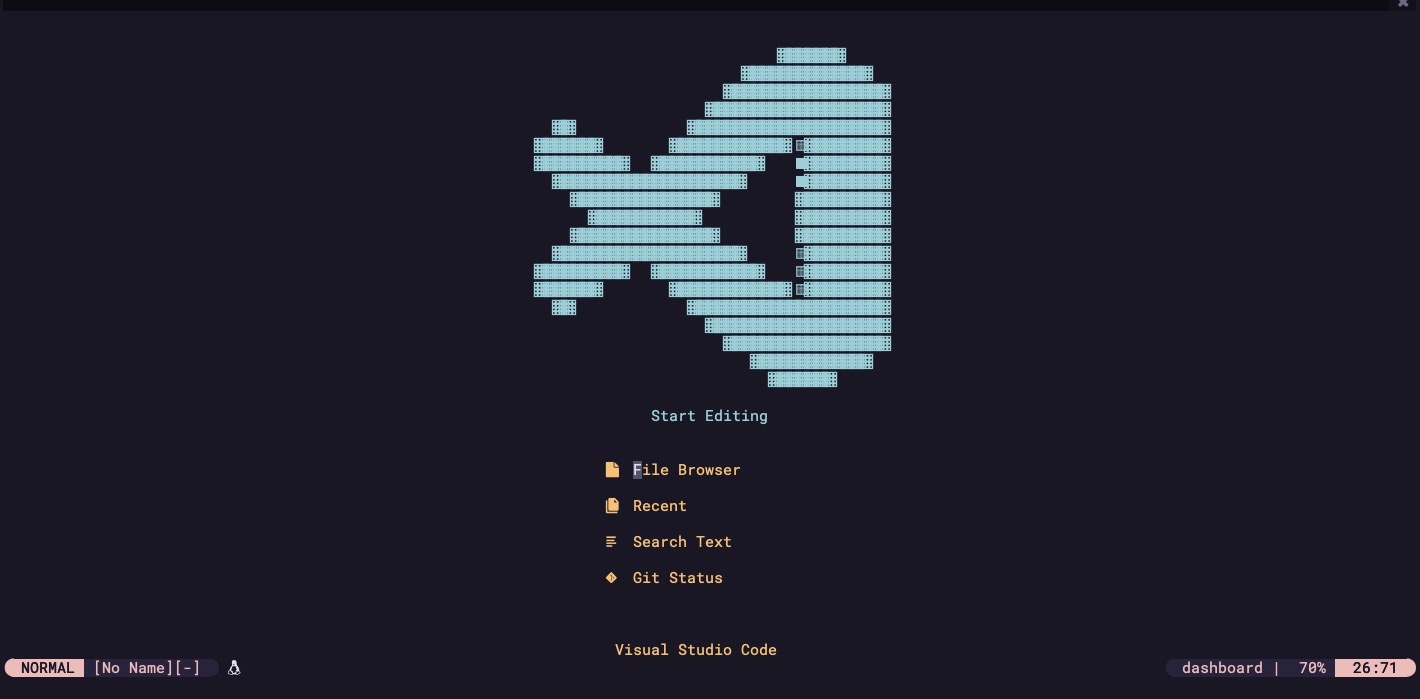 Start Editing
File Browser
Recent
Search Text
Git Status
Visual Studio Code
NORMAL [No Name][-] dashboard | 70% 26:71